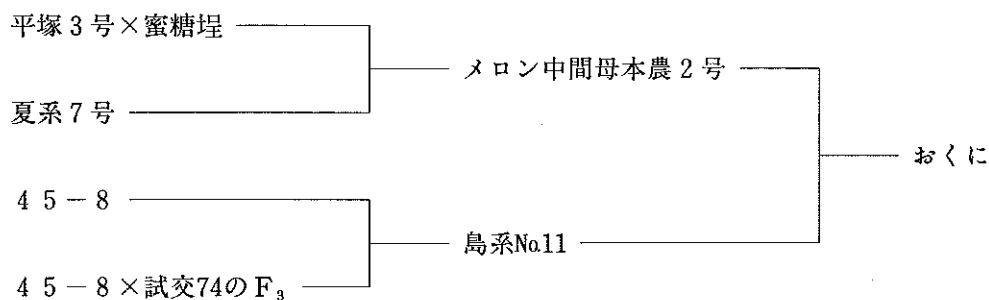 平塚3号×蜜糖埕
メロン中間母本農2号
夏系7号
おくに
45-8
島系No.11
45-8×試交74のF₃